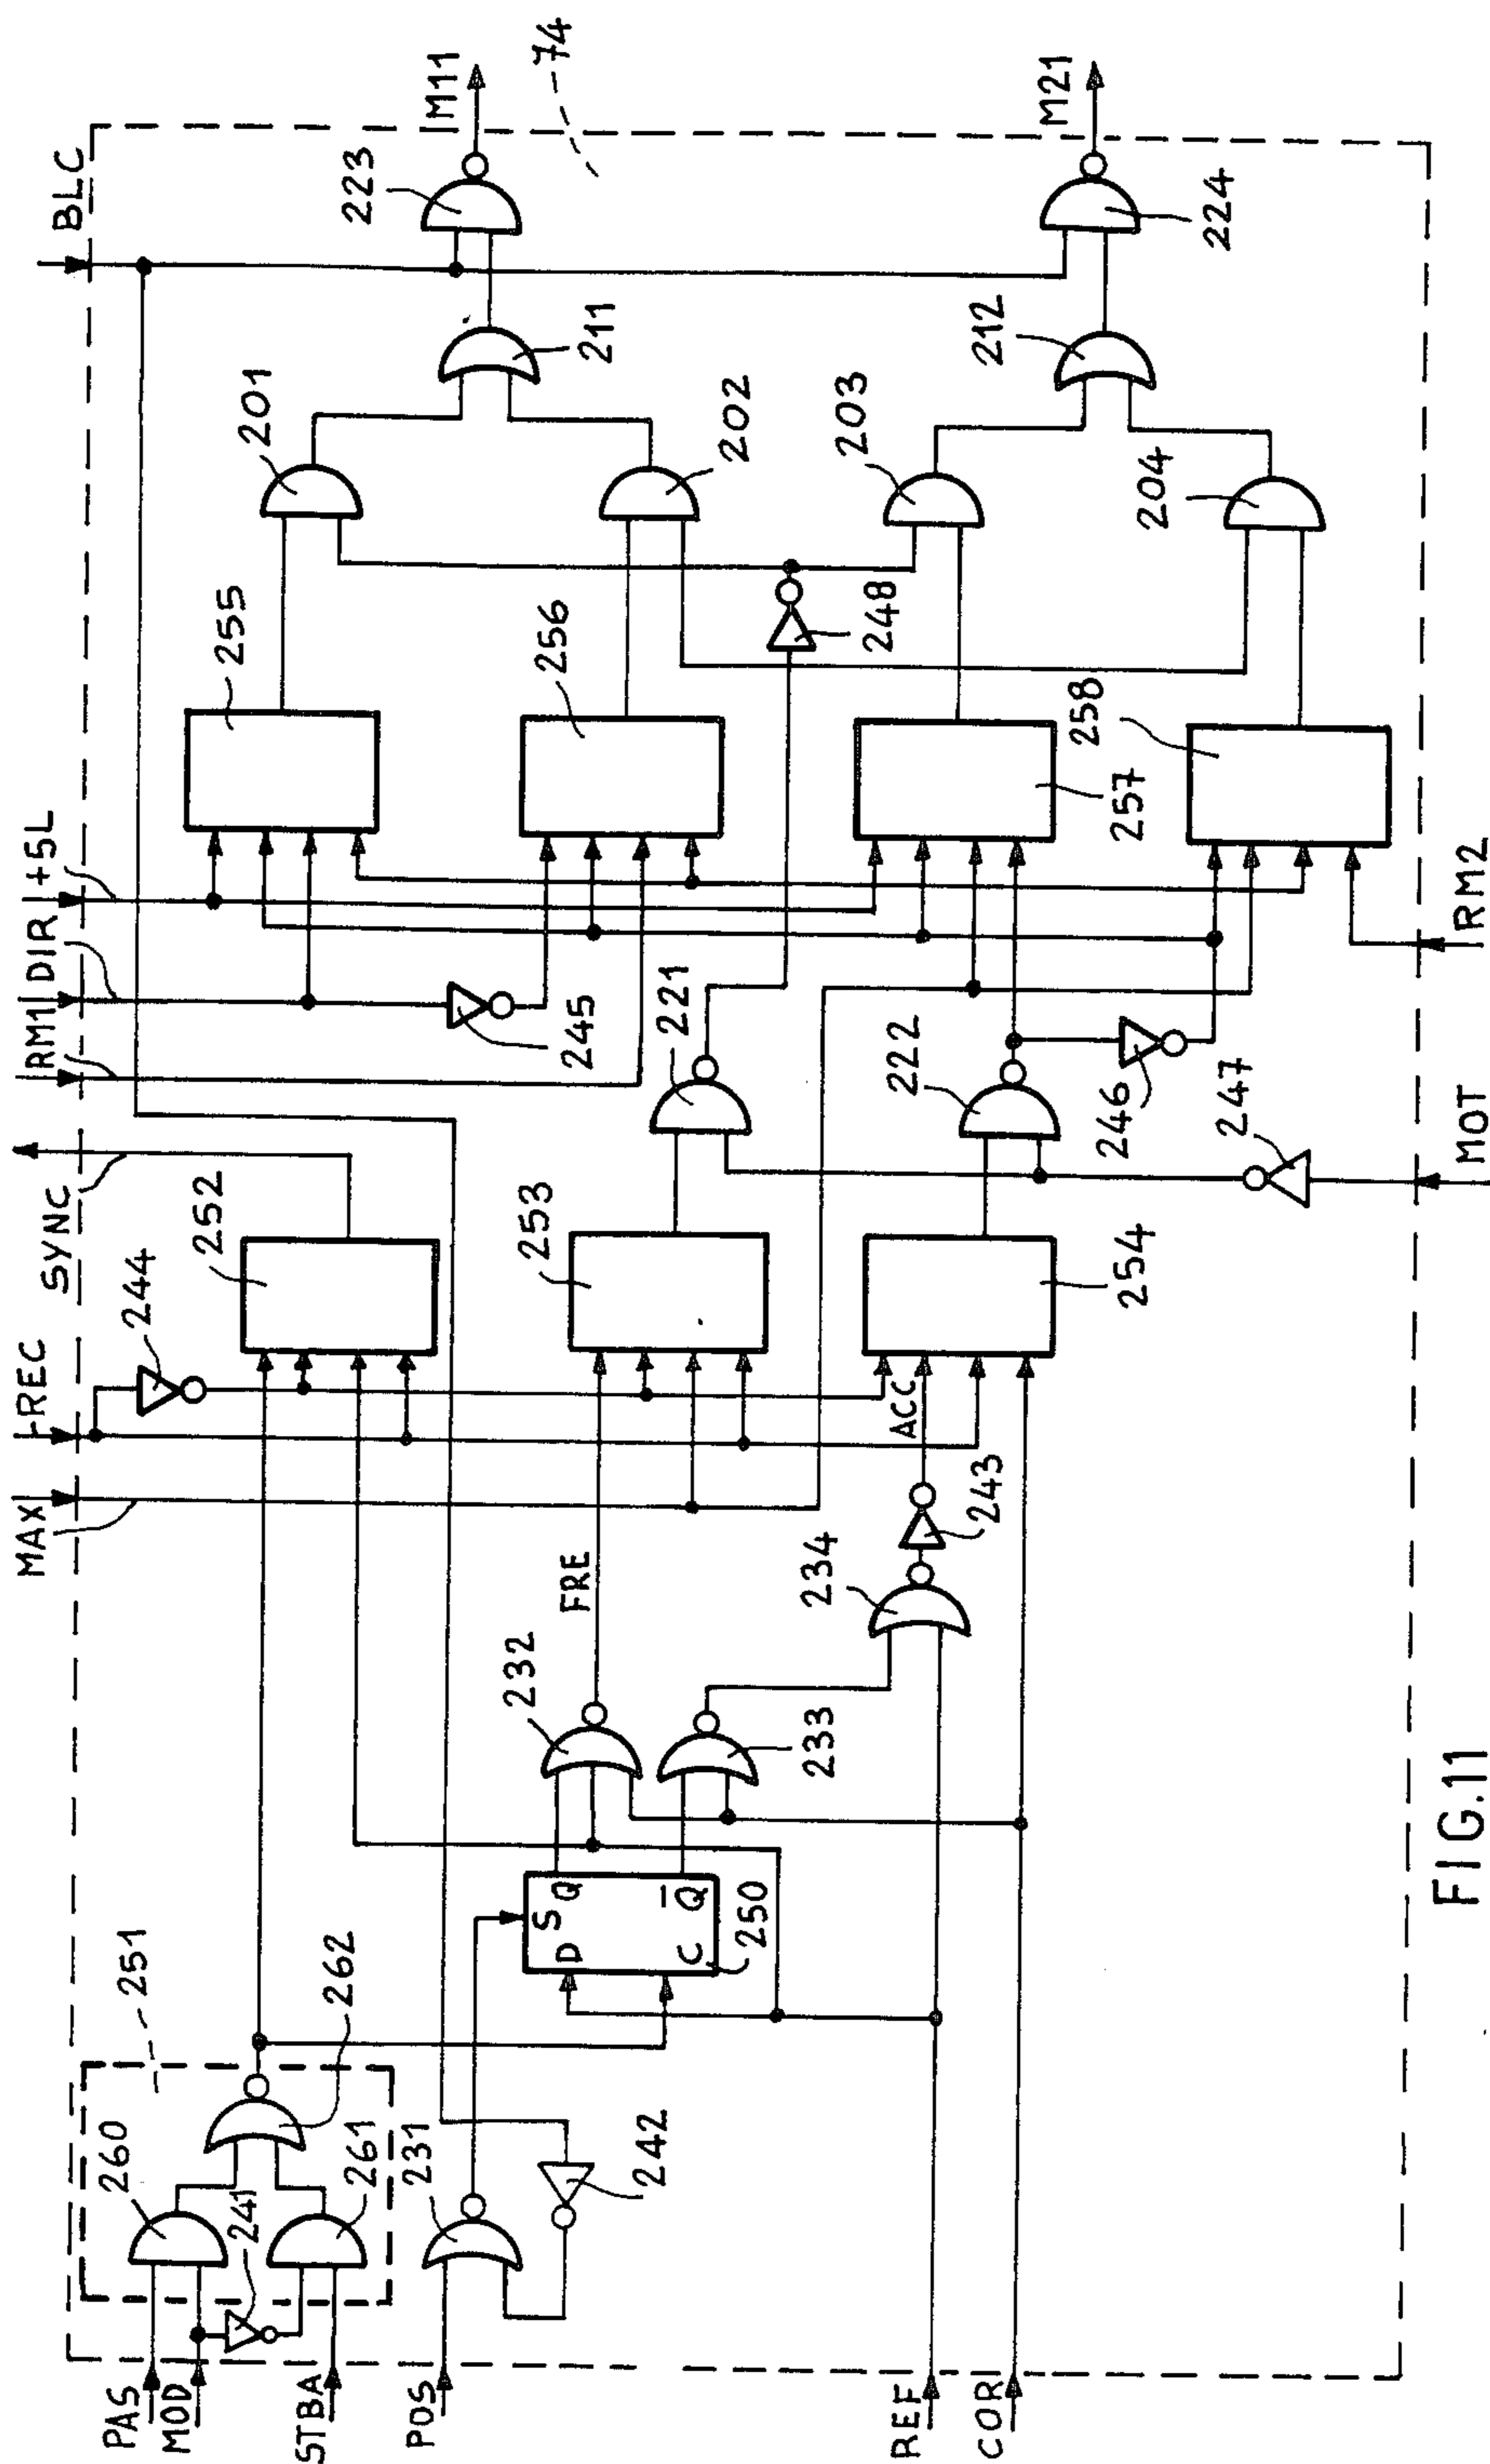 PAS
MOD
STBA
POS
REF
COR
260
241
261
262
251
231
242
S
D
Q
C
Q̅
250
232
233
FRE
234
243
ACC
MAX
FREC
SYNC
244
252
253
254
RM1
DIR
+5L
245
221
222
246
247
MOT
RM2
255
256
257
258
248
201
202
203
204
211
212
BLC
223
224
M11
M21
74
FIG.11